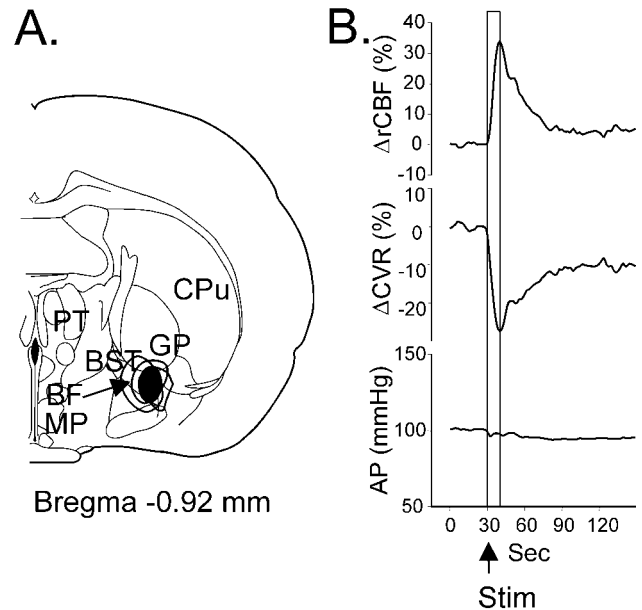 A.
CPu
PT
GP
BST
BF
MP
Bregma -0.92 mm
B.
ΔrCBF (%)
40
30
20
10
0
-10
ΔCVR (%)
10
0
-10
-20
AP (mmHg)
150
100
50
0 30 60 90 120
Sec
Stim